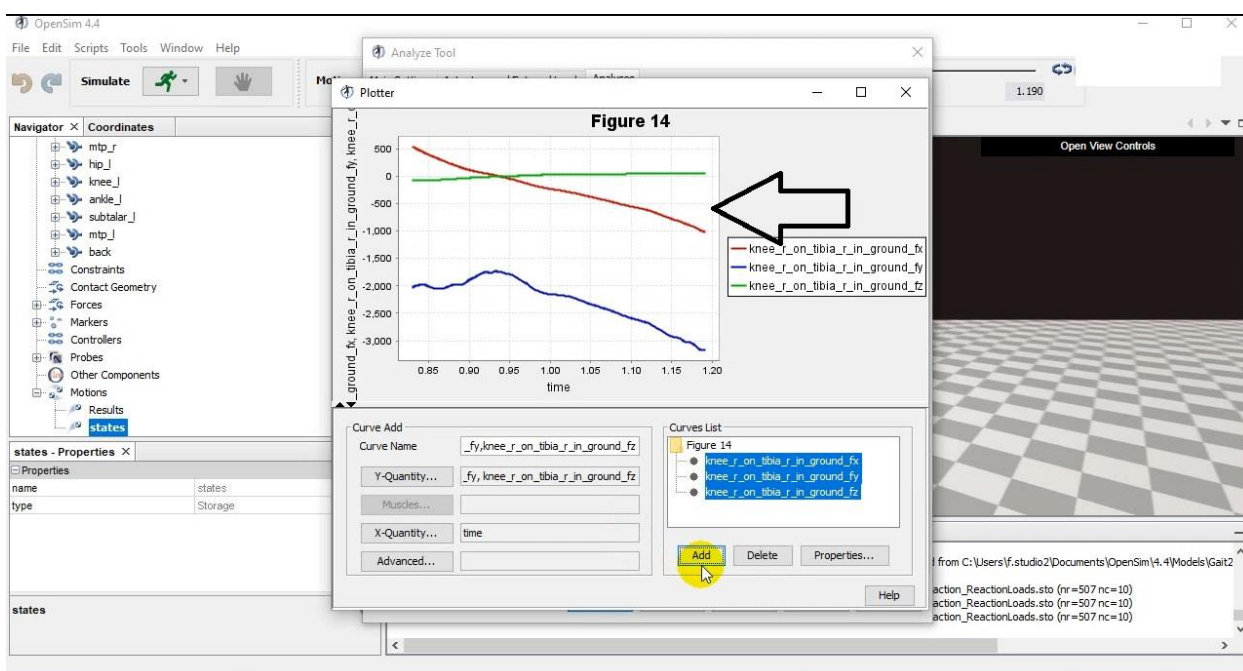 OpenSim 4.4
File Edit Scripts Tools Window Help
Simulate
Analyze Tool
Plotter
1.190
Navigator Coordinates
mtp_r
hip_l
knee_l
ankle_l
subtalar_l
mtp_l
back
Constraints
Contact Geometry
Forces
Markers
Controllers
Probes
Other Components
Motions
Results
states
Open View Controls
Figure 14
_ground_fx, knee_r_on_tibia_r_in_ground_fy, knee_r_
500
0
-500
-1,000
-1,500
-2,000
-2,500
-3,000
0.85 0.90 0.95 1.00 1.05 1.10 1.15 1.20
time
knee_r_on_tibia_r_in_ground_fx
knee_r_on_tibia_r_in_ground_fy
knee_r_on_tibia_r_in_ground_fz
states - Properties
Properties
name states
type Storage
states
Curve Add
Curve Name _fy,knee_r_on_tibia_r_in_ground_fz
Y-Quantity... _fy, knee_r_on_tibia_r_in_ground_fz
Muscles...
X-Quantity... time
Advanced...
Curves List
Figure 14
knee_r_on_tibia_r_in_ground_fx
knee_r_on_tibia_r_in_ground_fy
knee_r_on_tibia_r_in_ground_fz
Add Delete Properties...
Help
from C:\Users\f.studio2\Documents\OpenSim\4.4\Models\Gait2
action_ReactionLoads.sto (nr=507 nc=10)
action_ReactionLoads.sto (nr=507 nc=10)
action_ReactionLoads.sto (nr=507 nc=10)